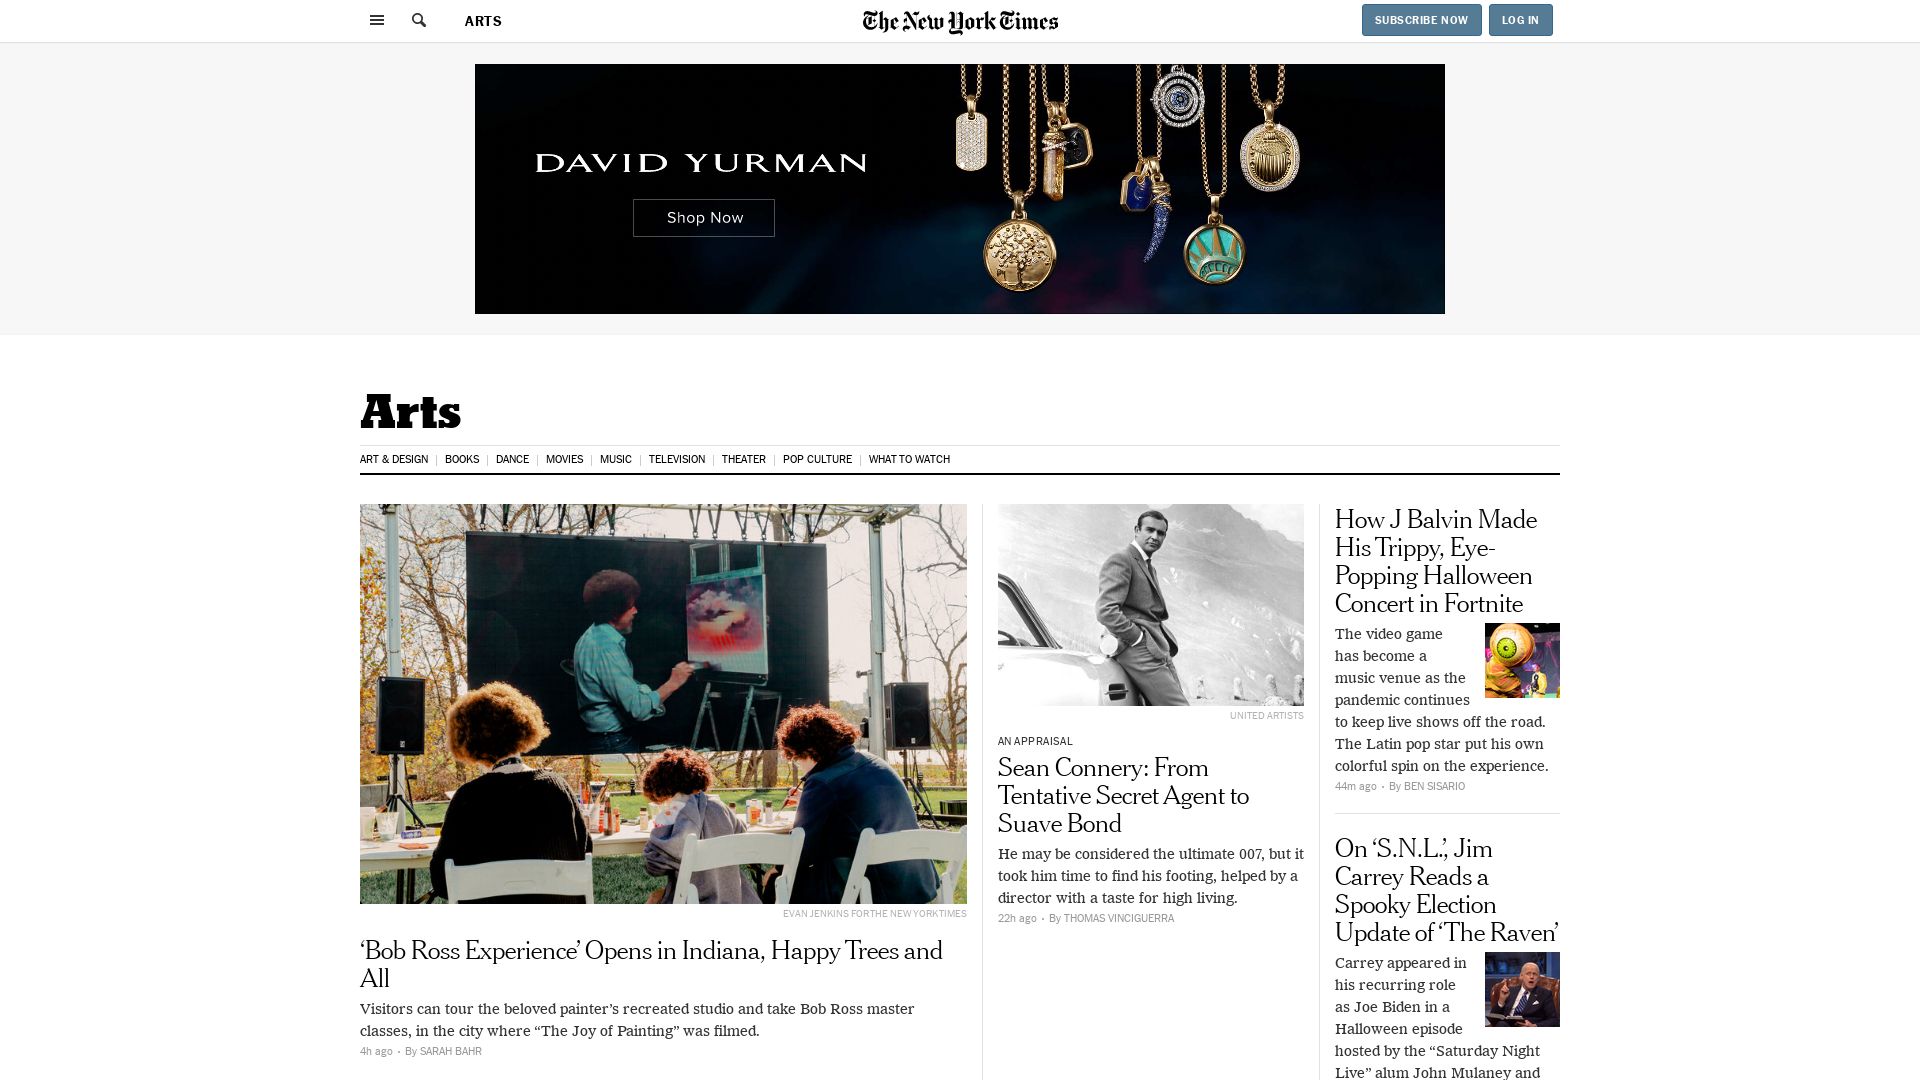 ARTS
The New York Times
SUBSCRIBE NOW
LOG IN
DAVID YURMAN
Shop Now
Arts
ART & DESIGN
BOOKS
DANCE
MOVIES
MUSIC
TELEVISION
THEATER
POP CULTURE
WHAT TO WATCH
EVAN JENKINS FOR THE NEW YORK TIMES
‘Bob Ross Experience’ Opens in Indiana, Happy Trees and
All
Visitors can tour the beloved painter’s recreated studio and take Bob Ross master
classes, in the city where “The Joy of Painting” was filmed.
4h ago • By SARAH BAHR
UNITED ARTISTS
AN APPRAISAL
Sean Connery: From
Tentative Secret Agent to
Suave Bond
He may be considered the ultimate 007, but it
took him time to find his footing, helped by a
director with a taste for high living.
22h ago • By THOMAS VINCIGUERRA
How J Balvin Made
His Trippy, Eye-
Popping Halloween
Concert in Fortnite
The video game
has become a
music venue as the
pandemic continues
to keep live shows off the road.
The Latin pop star put his own
colorful spin on the experience.
44m ago • By BEN SISARIO
On ‘S.N.L.’, Jim
Carrey Reads a
Spooky Election
Update of ‘The Raven’
Carrey appeared in
his recurring role
as Joe Biden in a
Halloween episode
hosted by the “Saturday Night
Live” alum John Mulaney and